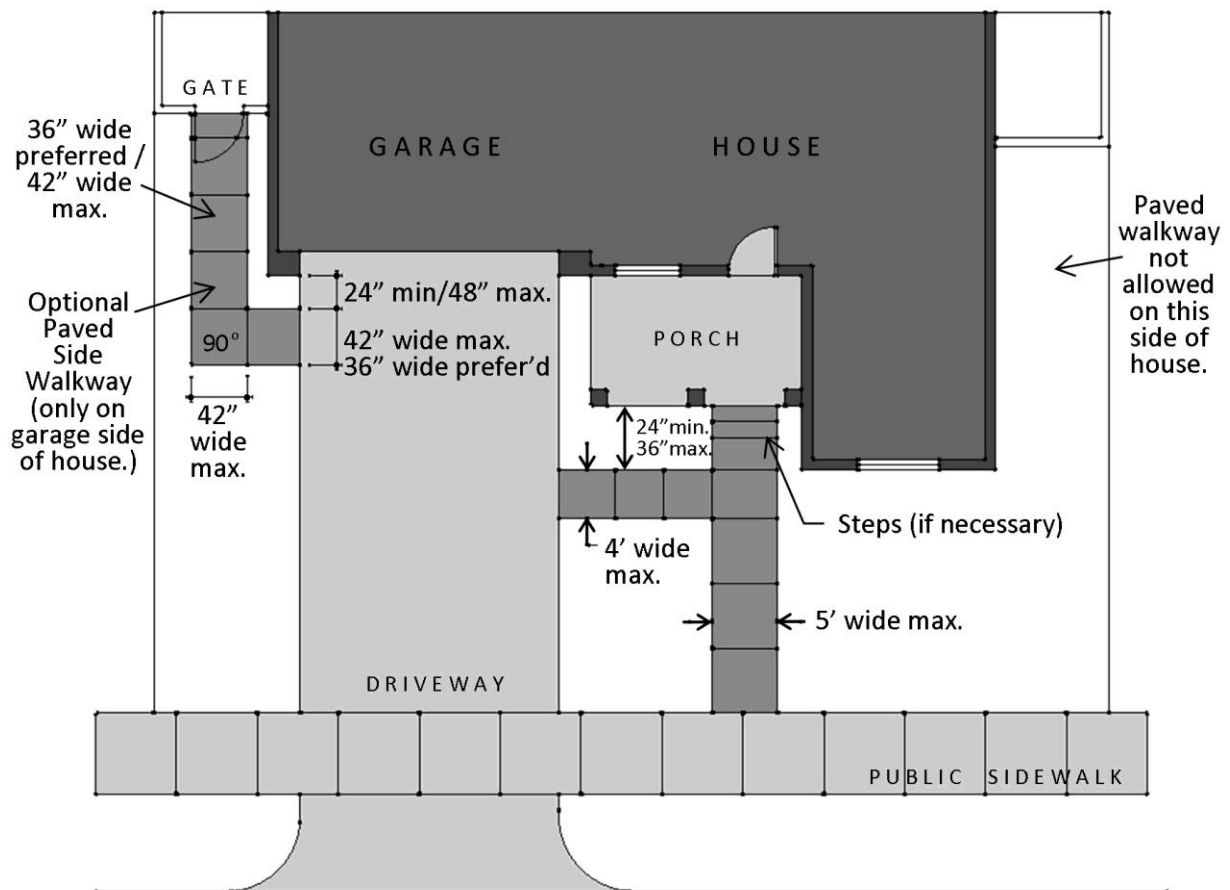 GATE
36” wide
preferred /
42” wide
max.
GARAGE
HOUSE
Paved
walkway
not
allowed
on this
side of
house.
Optional
Paved
Side
Walkway
(only on
garage side
of house.)
24” min/48” max.
42” wide max.
36” wide prefer’d
90°
42”
wide
max.
PORCH
24”min.
36”max.
Steps (if necessary)
4’ wide
max.
5’ wide max.
DRIVEWAY
PUBLIC SIDEWALK